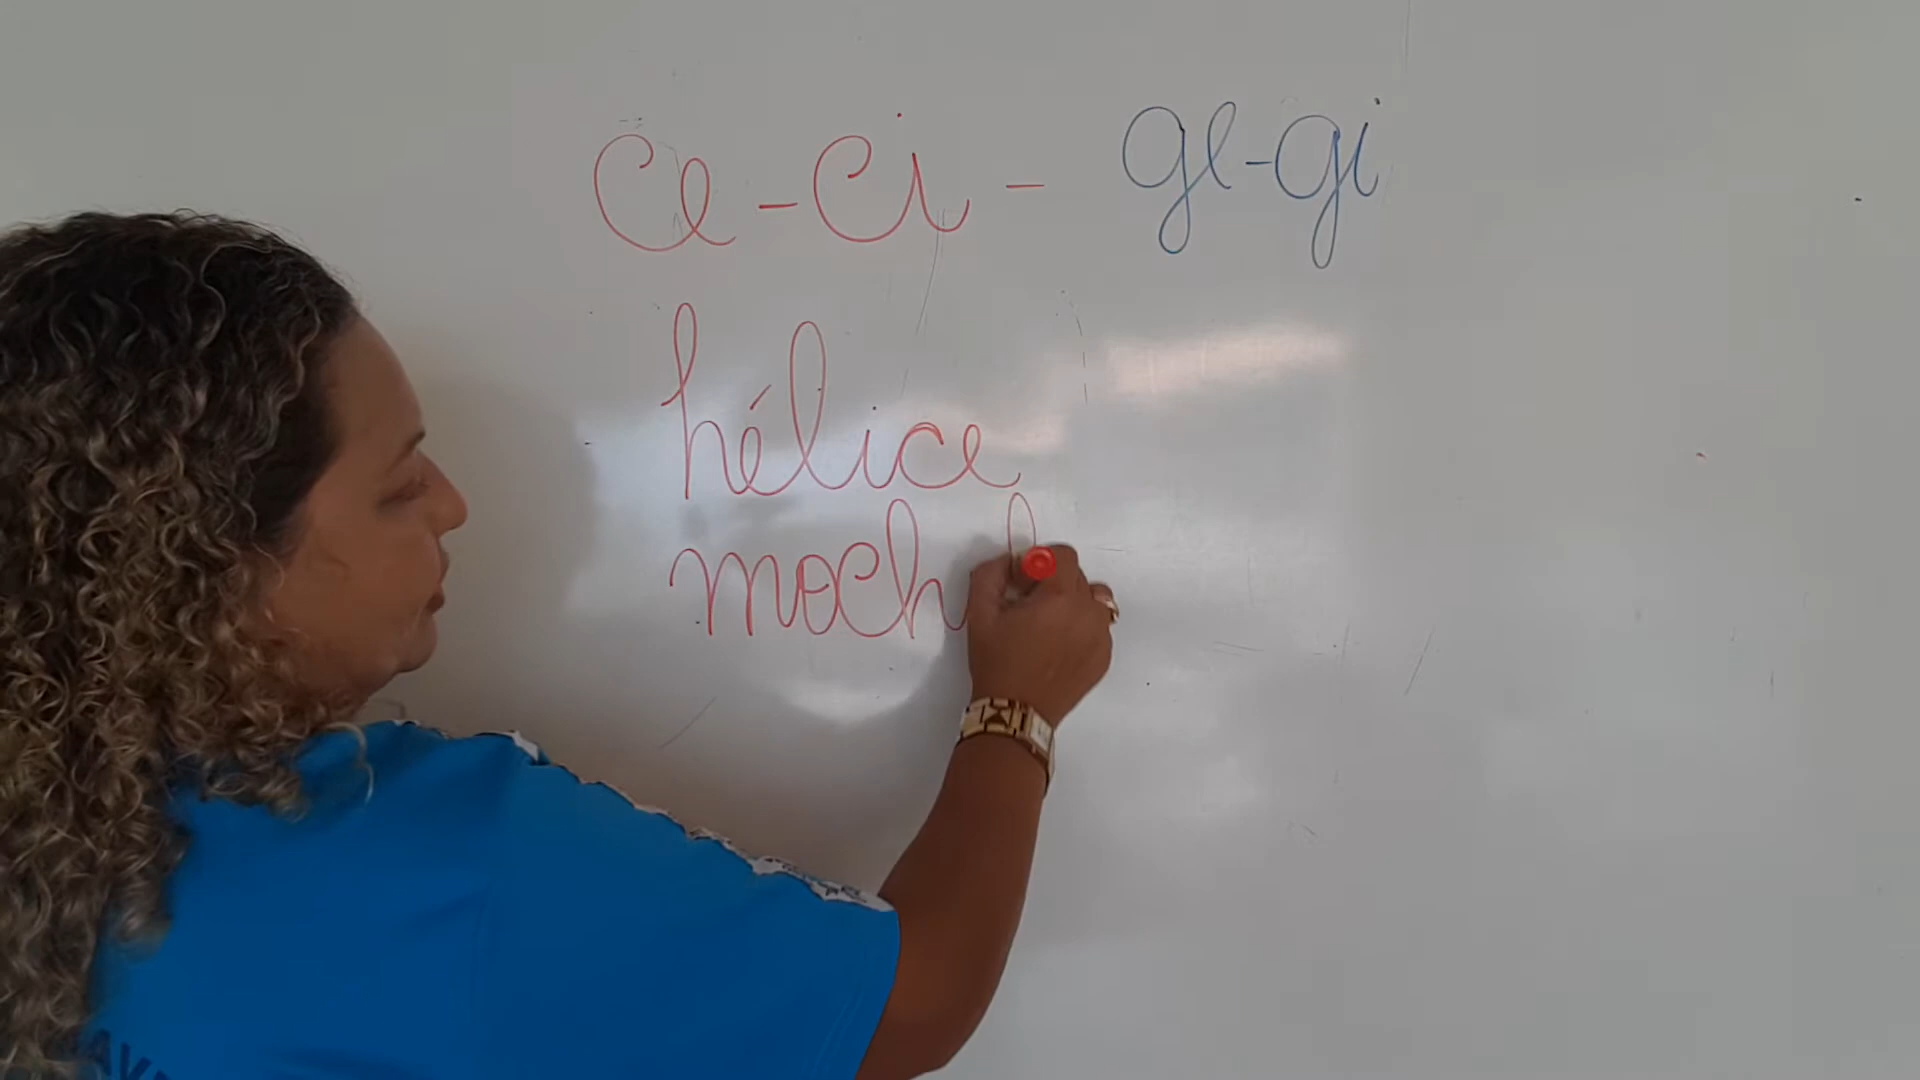 ce - ci - ge - gi
hélice
moch